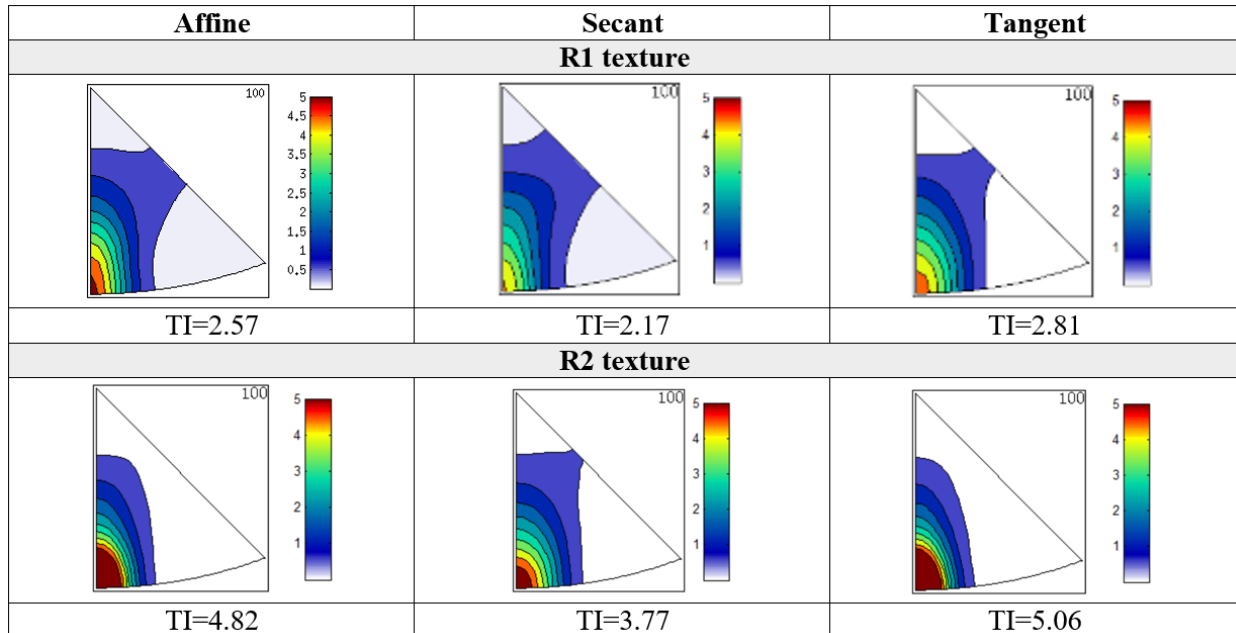 Affine Secant Tangent
R1 texture
100 5 4.5 4 3.5 3 2.5 2 1.5 1 0.5
100 5 4 3 2 1
100 5 4 3 2 1
TI=2.57 TI=2.17 TI=2.81
R2 texture
100 5 4 3 2 1
100 5 4 3 2 1
100 5 4 3 2 1
TI=4.82 TI=3.77 TI=5.06